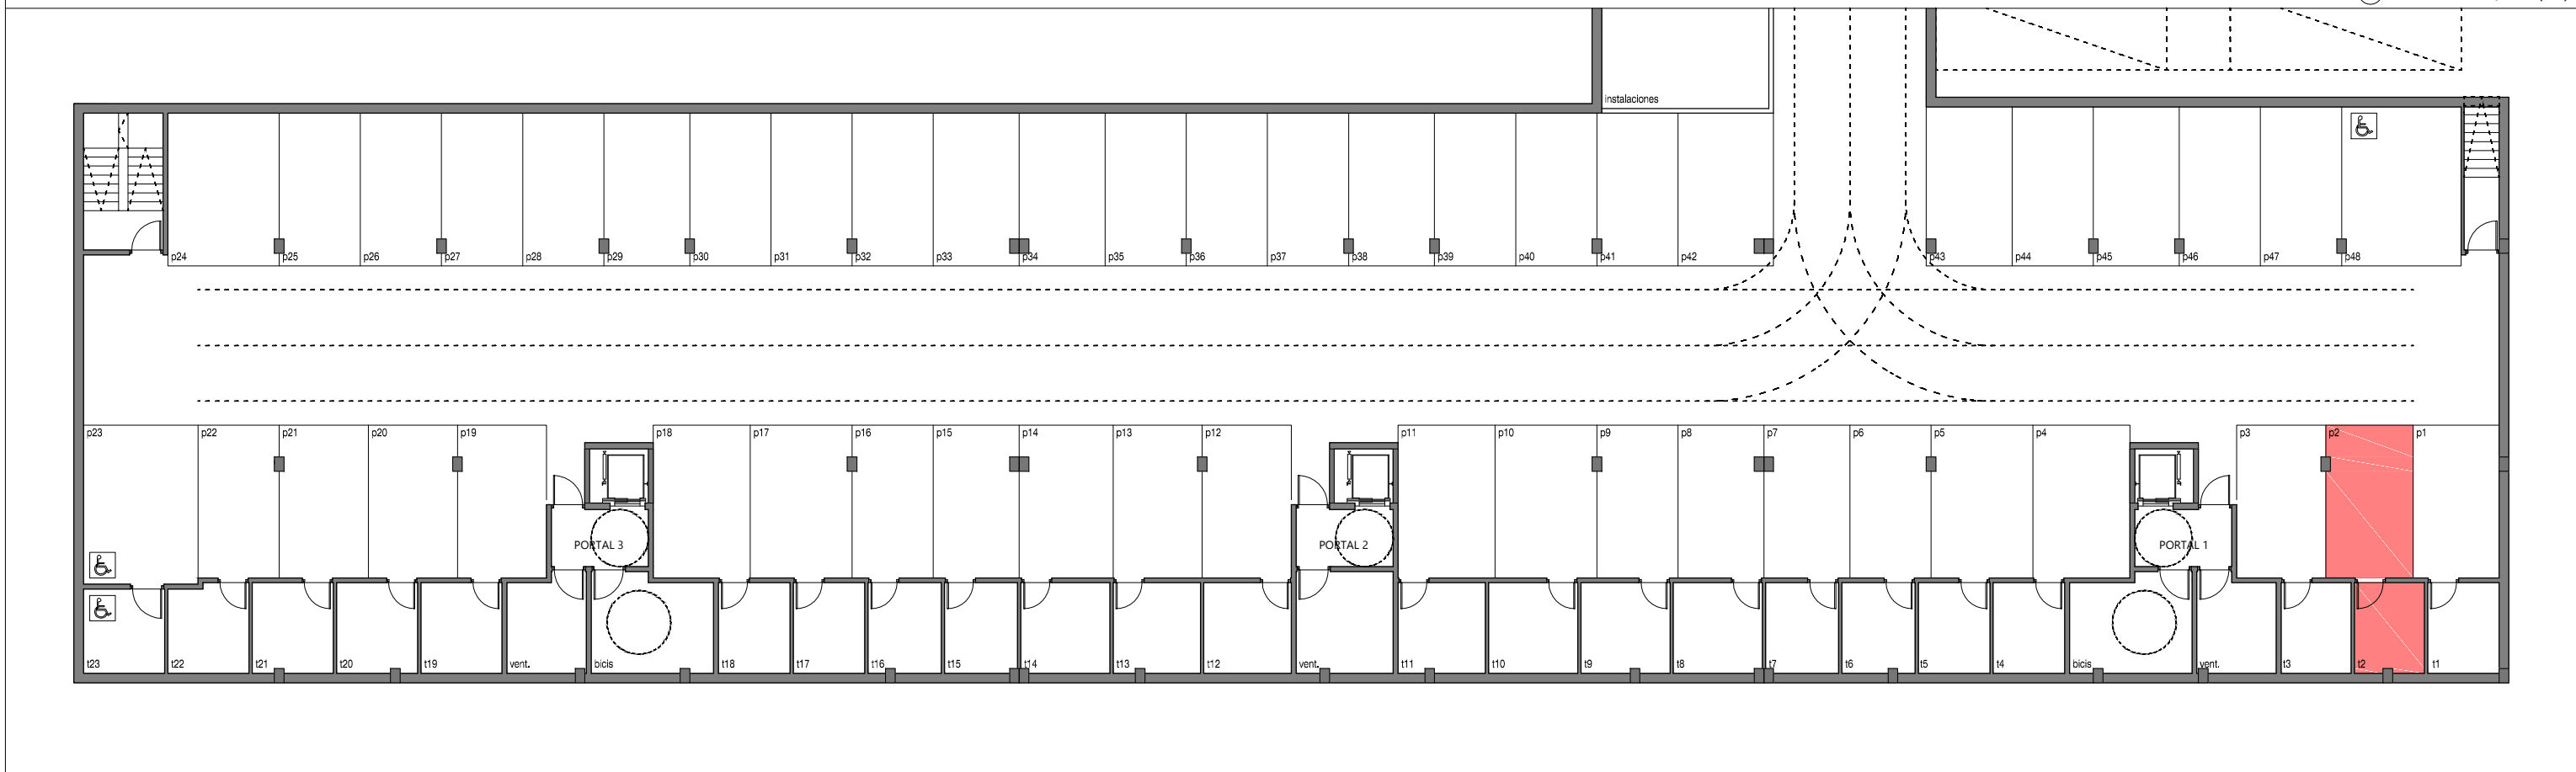 instalaciones
p24 p25 p26 p27 p28 p29 p30 p31 p32 p33 p34 p35 p36 p37 p38 p39 p40 p41 p42 p43 p44 p45 p46 p47 p48
p23 p22 p21 p20 p19 p18 p17 p16 p15 p14 p13 p12 p11 p10 p9 p8 p7 p6 p5 p4 p3 p2 p1
PORTAL 3 PORTAL 2 PORTAL 1
t23 t22 t21 t20 t19 vent. bicis t18 t17 t16 t15 t14 t13 t12 vent. t11 t10 t9 t8 t7 t6 t5 t4 bicis vent. t3 t2 t1